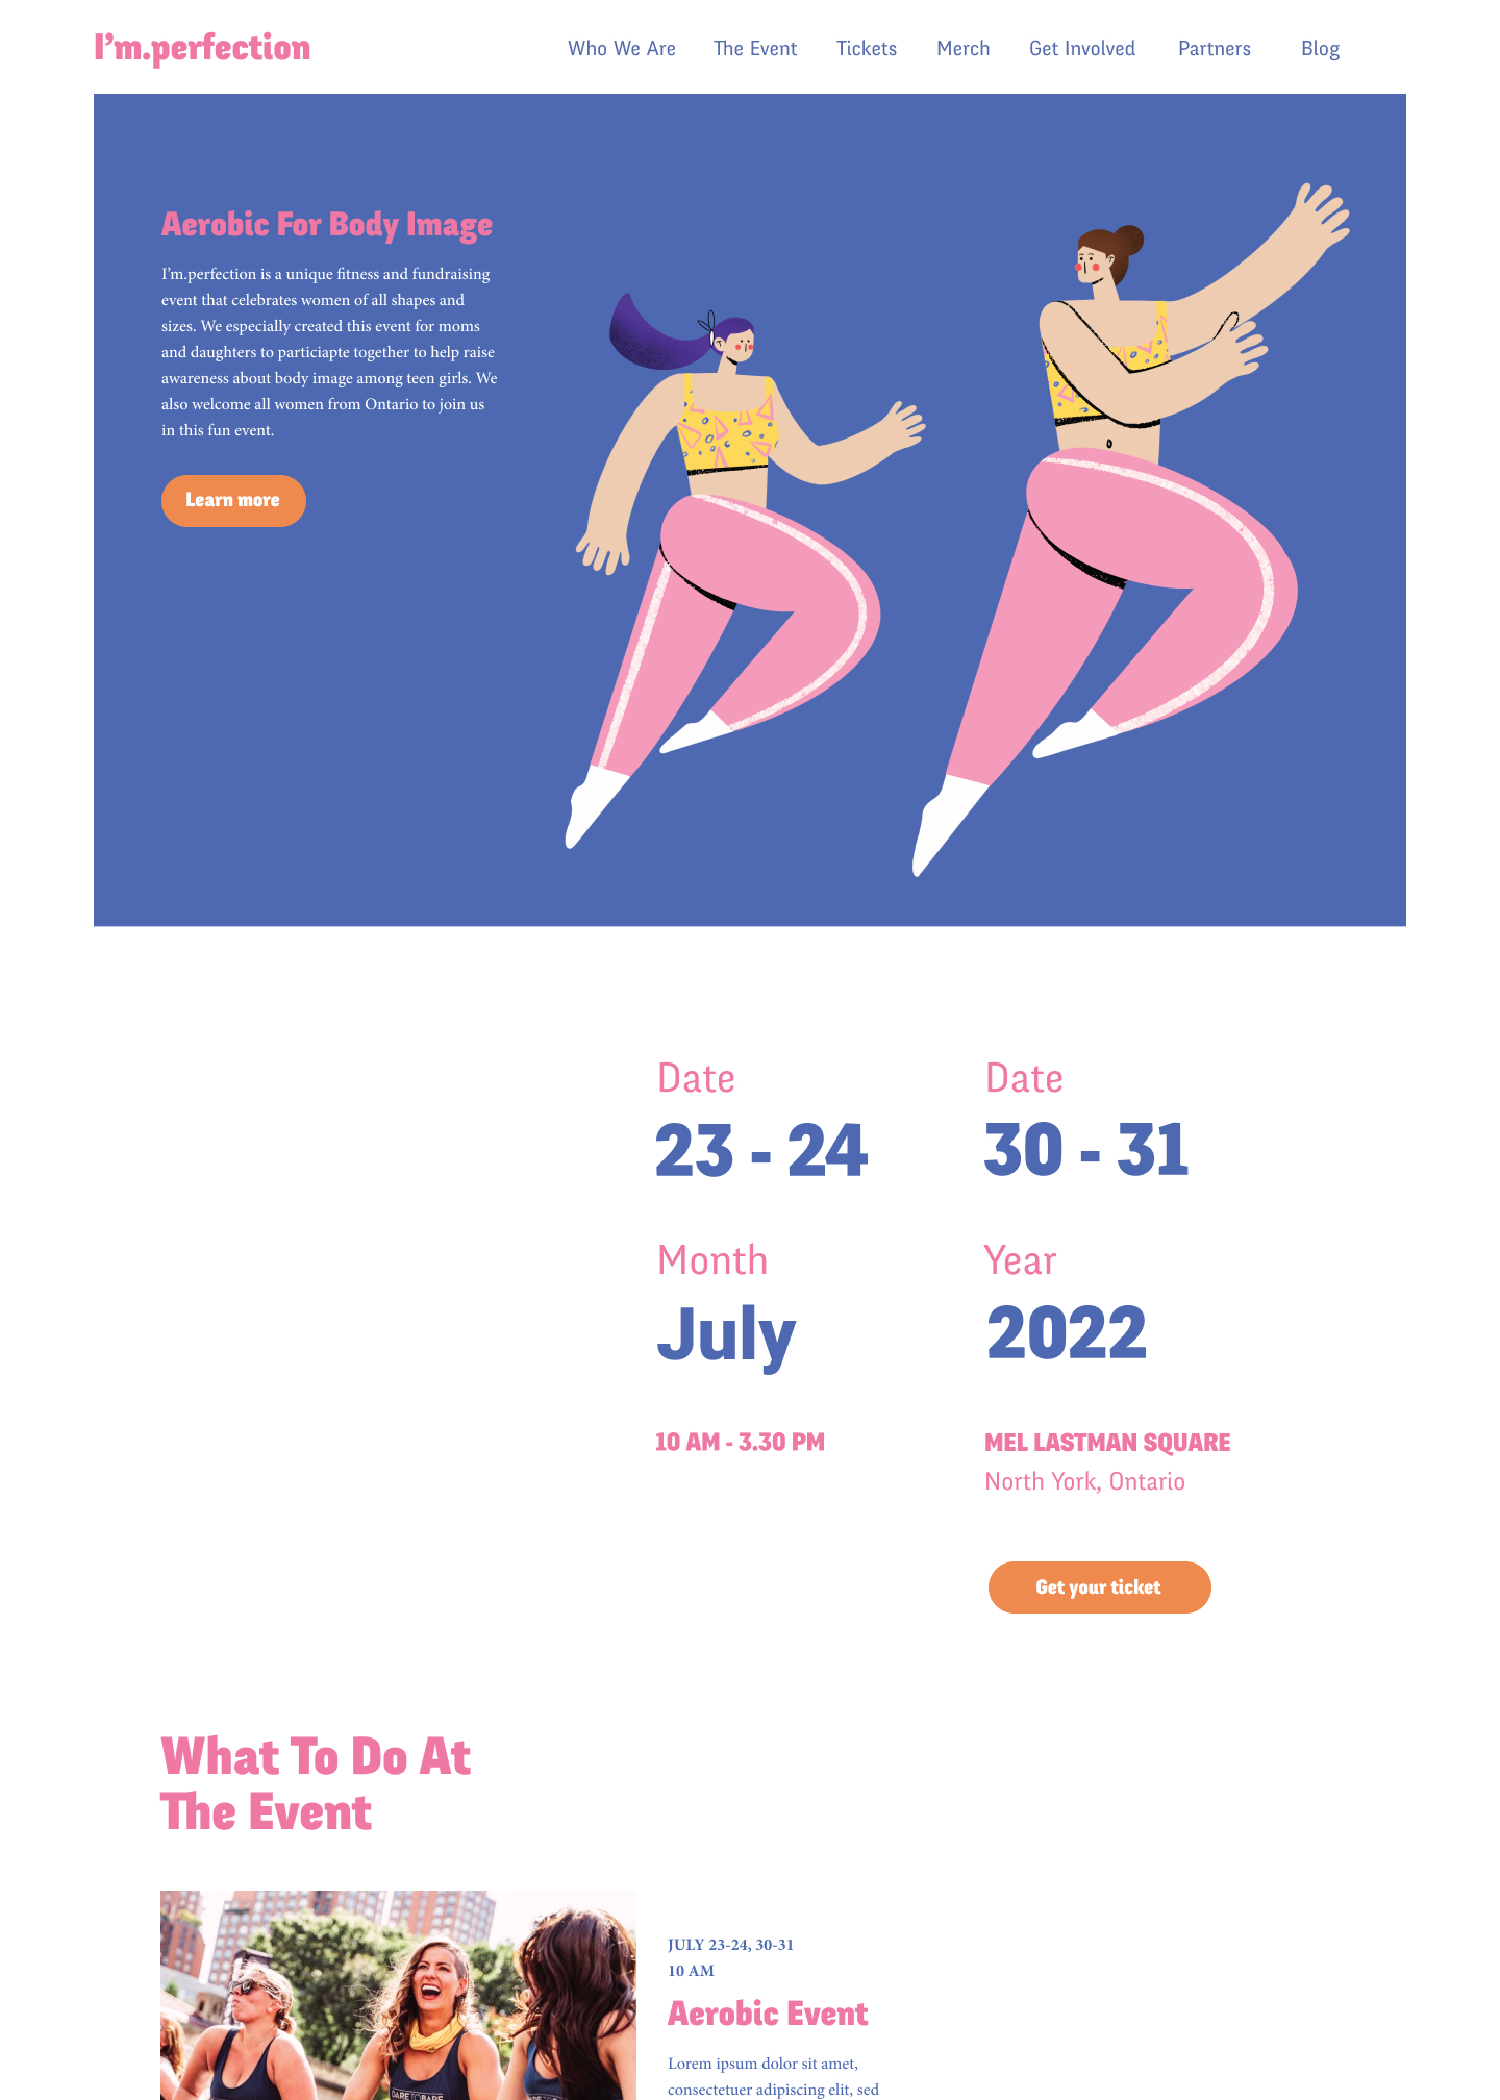 I'm.perfection
Who We Are The Event Tickets Merch Get Involved Partners Blog
Aerobic For Body Image
I'm.perfection is a unique fitness and fundraising
event that celebrates women of all shapes and
sizes. We especially created this event for moms
and daughters to particiapte together to help raise
awareness about body image among teen girls. We
also welcome all women from Ontario to join us
in this fun event.
Learn more
Date
23 - 24
Date
30 - 31
Month
July
Year
2022
10 AM - 3.30 PM
MEL LASTMAN SQUARE
North York, Ontario
Get your ticket
What To Do At
The Event
JULY 23-24, 30-31
10 AM
Aerobic Event
Lorem ipsum dolor sit amet,
consectetuer adipiscing elit, sed
DARE TO BARE